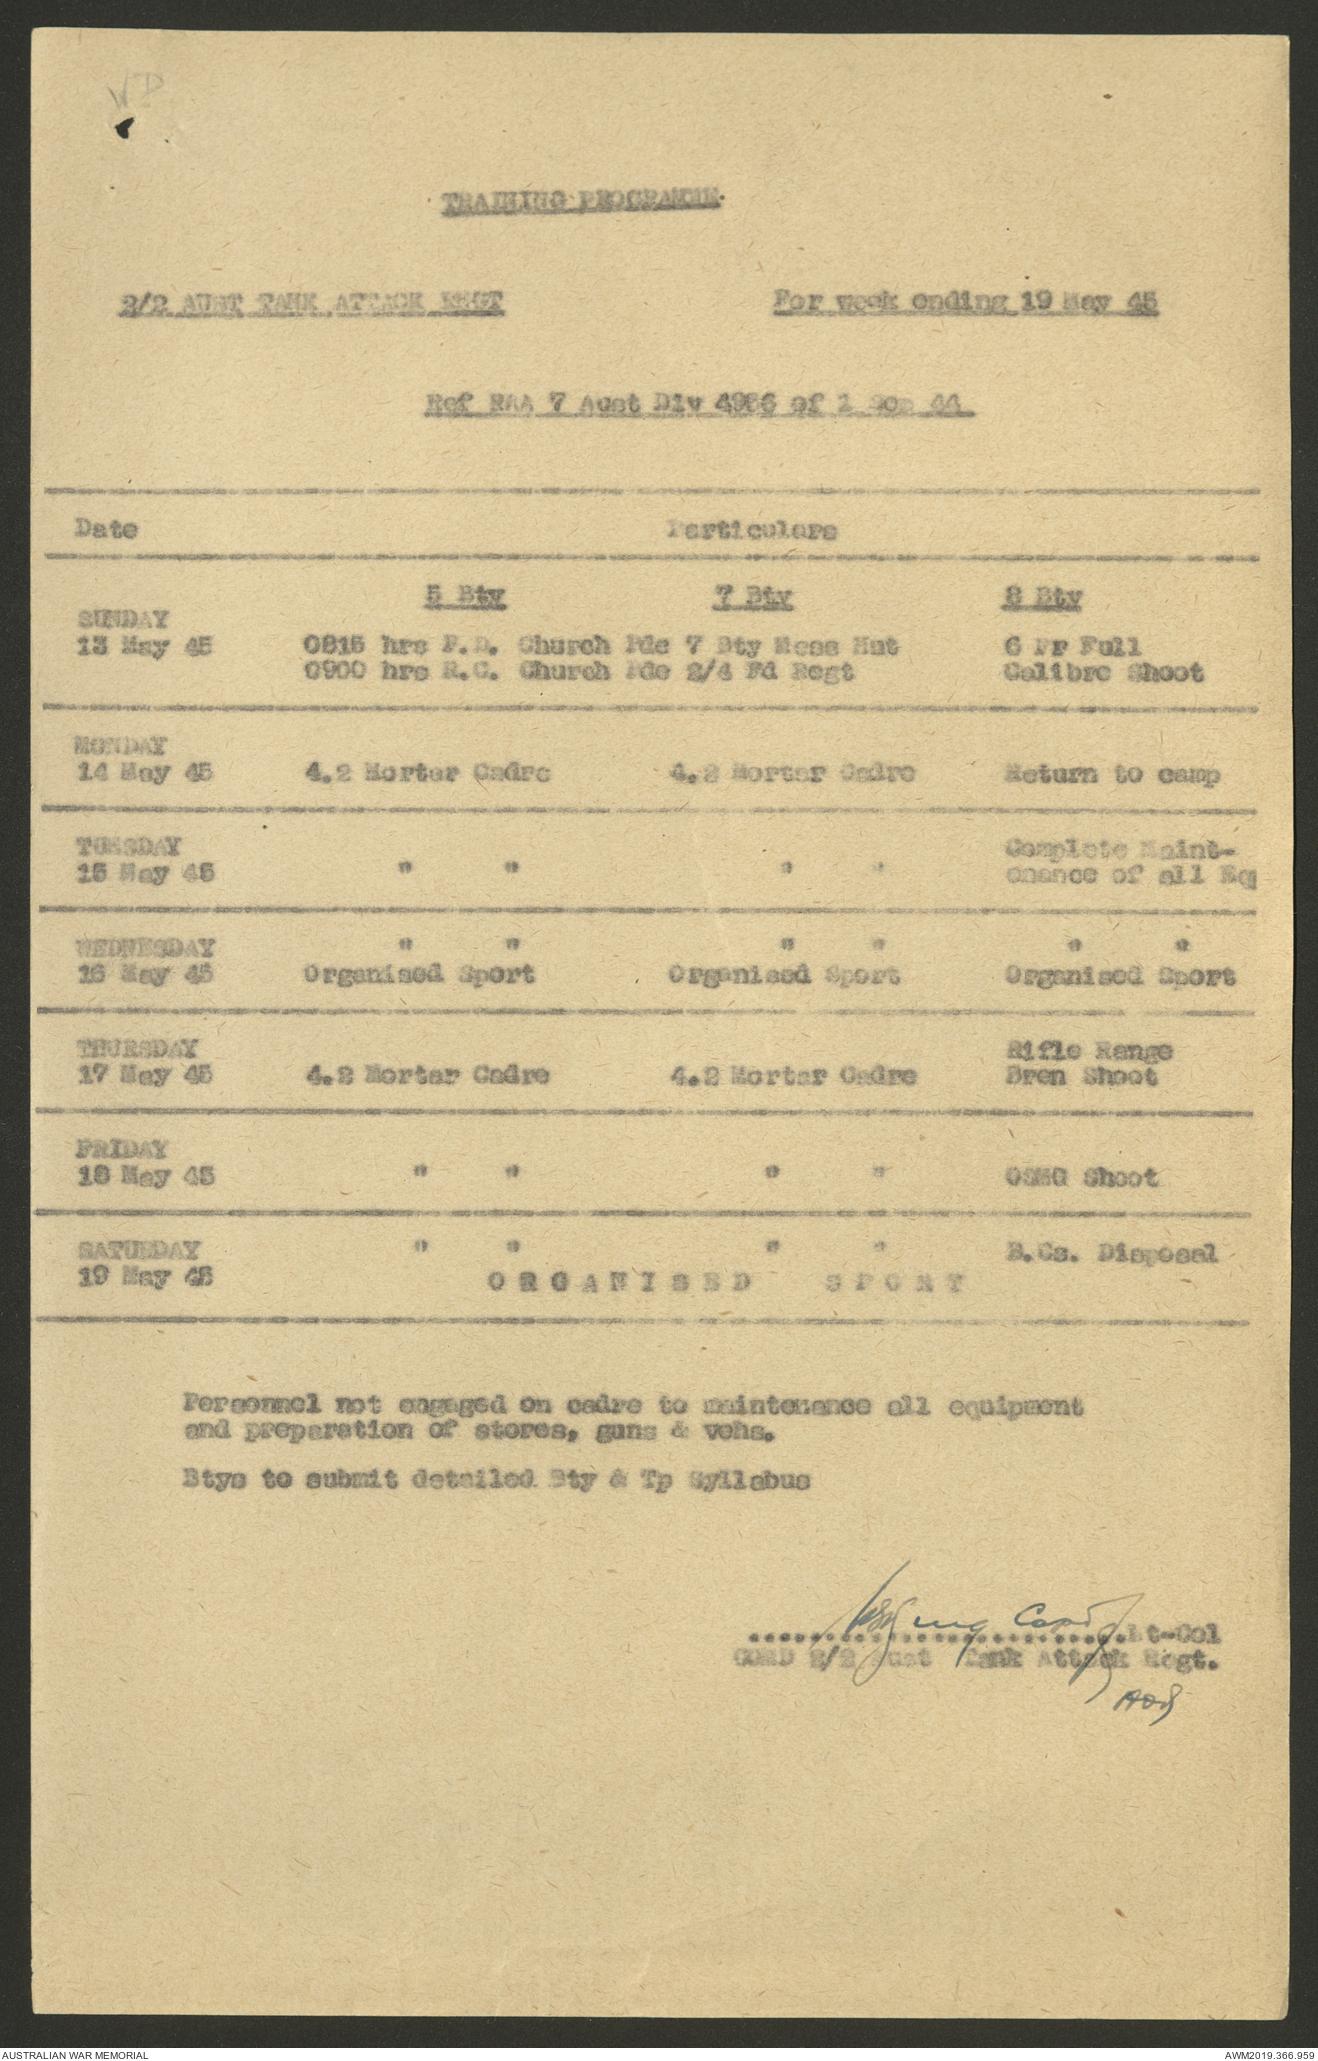 WD
TRAINING PROGRAMME
2/2 AUST TANK ATTACK REGT For week ending 19 May 45
Ref RAA 7 Aust Div 4986 of 1 44
Date Particulars
5 Bty 7 Bty 8 Bty
SUNDAY
13 May 45 0815 hrs P.D. Church Pde 7 Bty Mess Hut 6 Pr Full
0900 hrs R.C. Church Pde 2/4 Fd Regt Calibre Shoot
MONDAY
14 May 45 4.2 Mortar Cadre 4.2 Mortar Cadre Return to camp
TUESDAY Complete Maint-
15 May 45 " " " " enance of all Eq
WEDNESDAY " " " " " "
16 May 45 Organised Sport Organised Sport Organised Sport
THURSDAY Rifle Range
17 May 45 4.2 Mortar Cadre 4.2 Mortar Cadre Bren Shoot
FRIDAY
18 May 45 " " " " OSMG Shoot
SATURDAY " " " " B.Cs. Disposal
19 May 45 ORGANISED SPORT
Personnel not engaged on cadre to maintenance all equipment
and preparation of stores, guns & vehs.
Btys to submit detailed Bty & Tp Syllabus
Lt-Col
COMD 2/2 Aust Tank Attack Regt.
AUSTRALIAN WAR MEMORIAL AWM2019.366.959